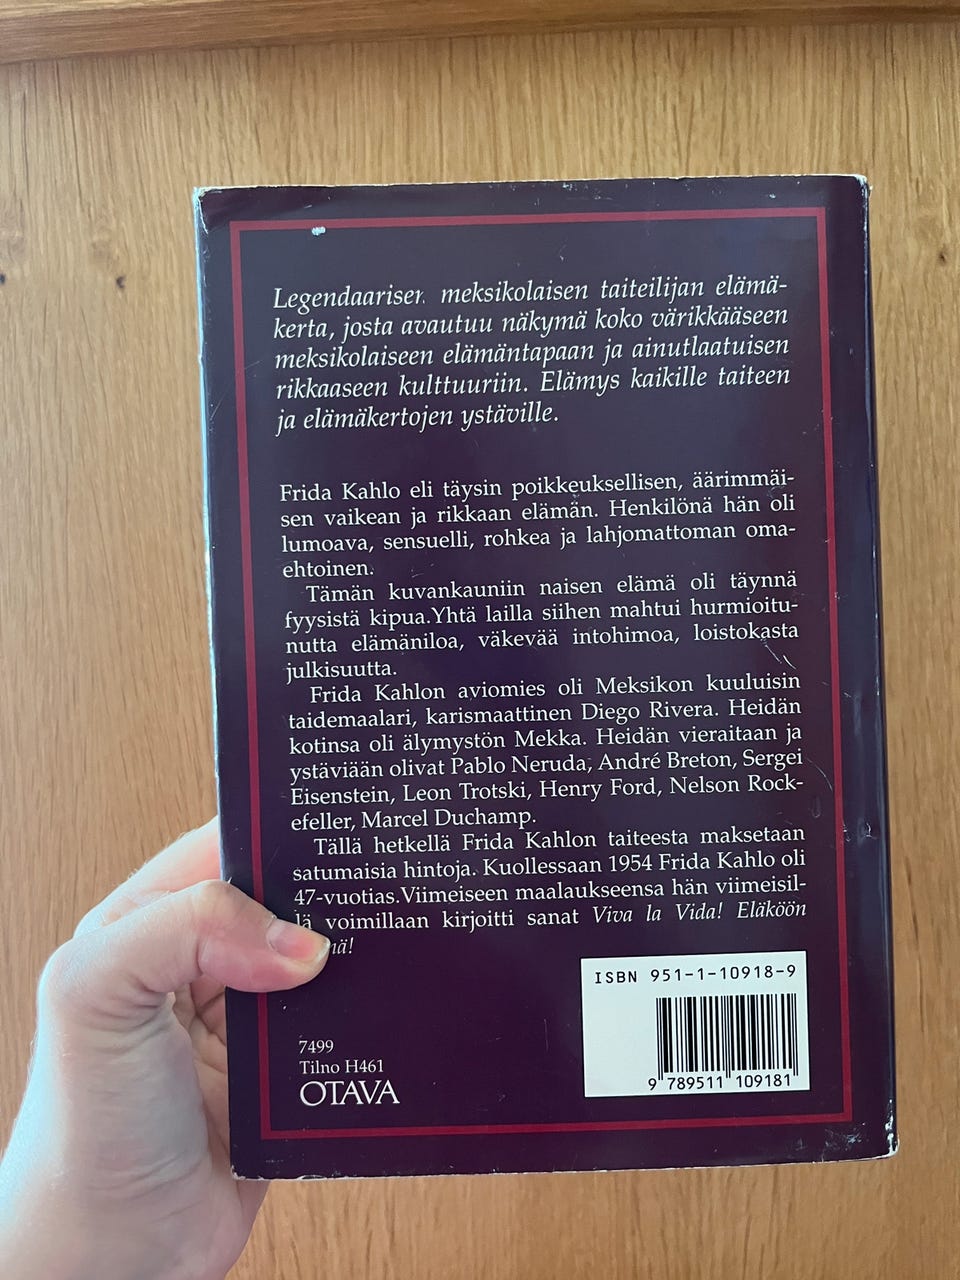 Legendaarisen meksikolaisen taiteilijan elämä-
kerta, josta avautuu näkymä koko värikkääseen
meksikolaiseen elämäntapaan ja ainutlaatuisen
rikkaaseen kulttuuriin. Elämys kaikille taiteen
ja elämäkertojen ystäville.
Frida Kahlo eli täysin poikkeuksellisen, äärimmäi-
sen vaikean ja rikkaan elämän. Henkilönä hän oli
lumoava, sensuelli, rohkea ja lahjomattoman oma-
ehtoinen.
Tämän kuvankauniin naisen elämä oli täynnä
fyysistä kipua.Yhtä lailla siihen mahtui hurmioitu-
nutta elämäniloa, väkevää intohimoa, loistokasta
julkisuutta.
Frida Kahlon aviomies oli Meksikon kuuluisin
taidemaalari, karismaattinen Diego Rivera. Heidän
kotinsa oli älymystön Mekka. Heidän vieraitaan ja
ystäviään olivat Pablo Neruda, André Breton, Sergei
Eisenstein, Leon Trotski, Henry Ford, Nelson Rock-
efeller, Marcel Duchamp.
Tällä hetkellä Frida Kahlon taiteesta maksetaan
satumaisia hintoja. Kuollessaan 1954 Frida Kahlo oli
47-vuotias.Viimeiseen maalaukseensa hän viimeisil-
lä voimillaan kirjoitti sanat Viva la Vida! Eläköön
7499
Tilno H461
OTAVA
ISBN 951-1-10918-9
9 789511 109181